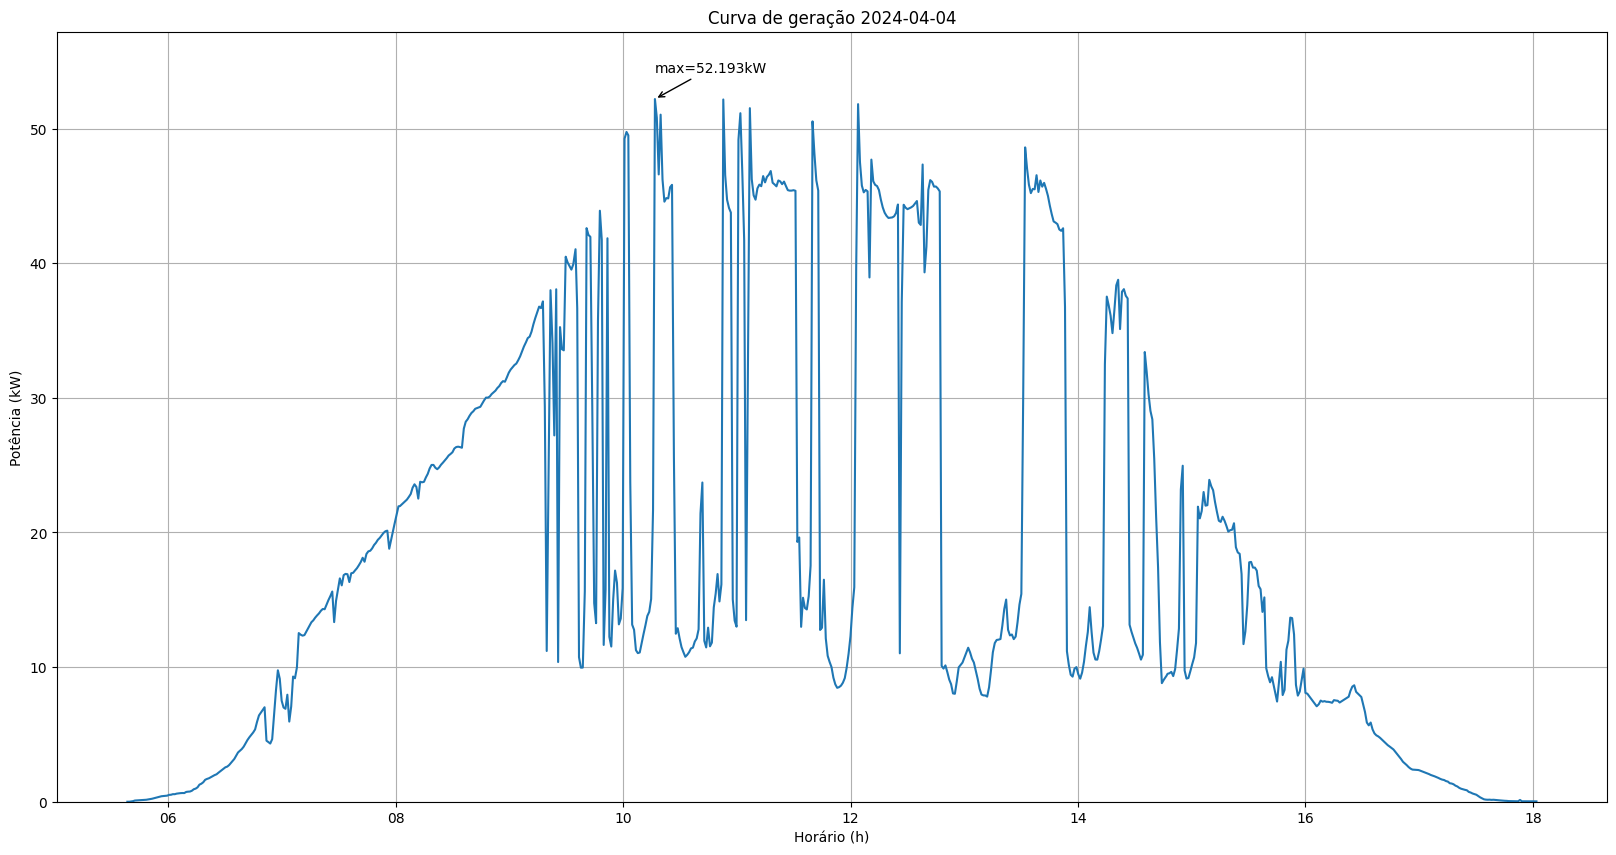 Curva de geração 2024-04-04
max=52.193kW
Potência (kW)
50
40
30
20
10
0
06 08 10 12 14 16 18
Horário (h)